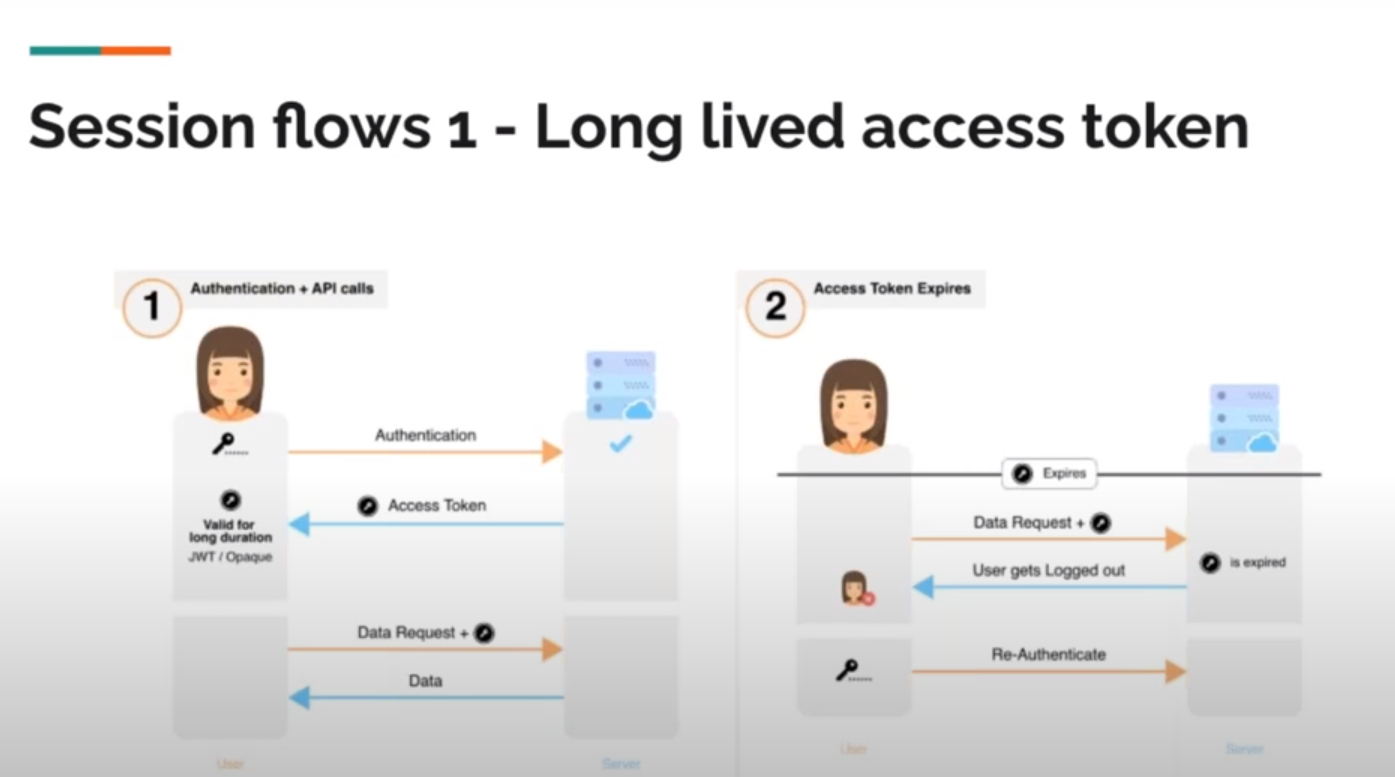 Session flows 1 - Long lived access token
1
Authentication + API calls
Authentication
Access Token
Valid for
long duration
JWT / Opaque
Data Request +
Data
User
Server
2
Access Token Expires
Expires
Data Request +
is expired
User gets Logged out
Re-Authenticate
User
Server